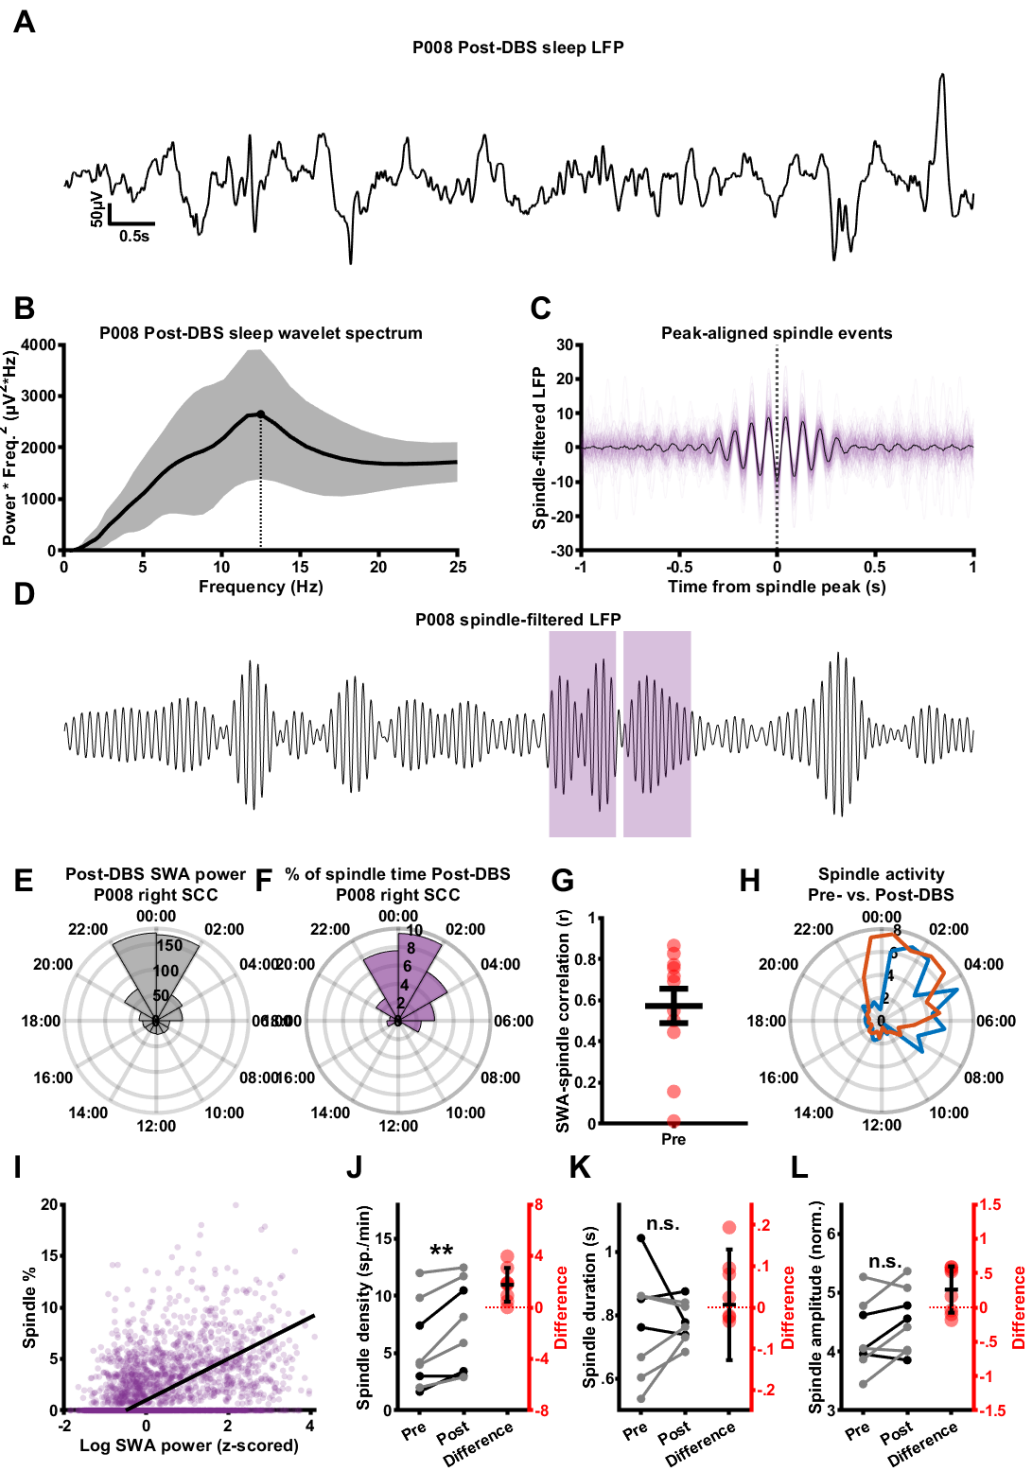 A
P008 Post-DBS sleep LFP
50µV
0.5s
B
P008 Post-DBS sleep wavelet spectrum
Power * Freq.² (µV²*Hz)
4000
3000
2000
1000
0
0 5 10 15 20 25
Frequency (Hz)
C
Peak-aligned spindle events
Spindle-filtered LFP
30
20
10
0
-10
-20
-30
-1 -0.5 0 0.5 1
Time from spindle peak (s)
D
P008 spindle-filtered LFP
E
Post-DBS SWA power
P008 right SCC
00:00
22:00 02:00
20:00 04:00
18:00 06:00
16:00 08:00
14:00 10:00
12:00
150
100
50
0
F
% of spindle time Post-DBS
P008 right SCC
00:00
22:00 02:00
20:00 04:00
18:00 06:00
16:00 08:00
14:00 10:00
12:00
10
8
6
4
2
0
G
SWA-spindle correlation (r)
1
0.8
0.6
0.4
0.2
0
Pre
H
Spindle activity
Pre- vs. Post-DBS
00:00
22:00 02:00
20:00 04:00
18:00 06:00
16:00 08:00
14:00 10:00
12:00
8
6
4
2
0
I
Spindle %
20
15
10
5
0
-2 0 2 4
Log SWA power (z-scored)
J
Spindle density (sp./min)
15
10
5
0
**
8
4
0
-4
-8
Difference
Pre
Post
Difference
K
Spindle duration (s)
1
.8
.6
n.s.
.2
.1
0
-.1
-.2
Difference
Pre
Post
Difference
L
Spindle amplitude (norm.)
6
5
4
3
n.s.
1.5
1
.5
0
-.5
-1
-1.5
Difference
Pre
Post
Difference